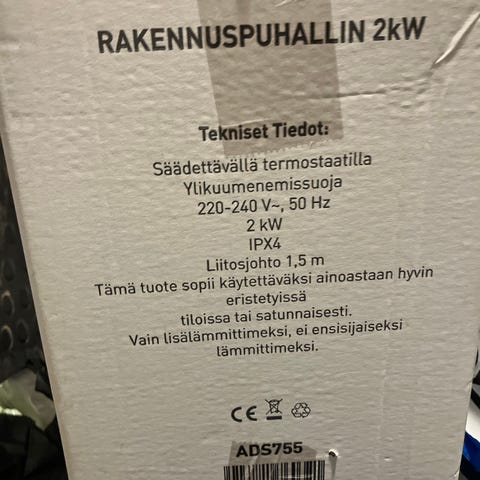 RAKENNUSPUHALLIN 2kW
Tekniset Tiedot:
Säädettävällä termostaatilla
Ylikuumenemissuoja
220-240 V~, 50 Hz
2 kW
IPX4
Liitosjohto 1,5 m
Tämä tuote sopii käytettäväksi ainoastaan hyvin
eristetyissä
tiloissa tai satunnaisesti.
Vain lisälämmittimeksi, ei ensisijaiseksi
lämmittimeksi.
CE
ADS755